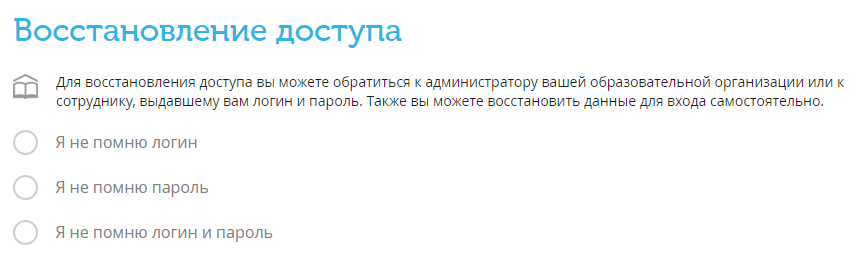 Восстановление доступа
Для восстановления доступа вы можете обратиться к администратору вашей образовательной организации или к
сотруднику, выдавшему вам логин и пароль. Также вы можете восстановить данные для входа самостоятельно.
Я не помню логин
Я не помню пароль
Я не помню логин и пароль